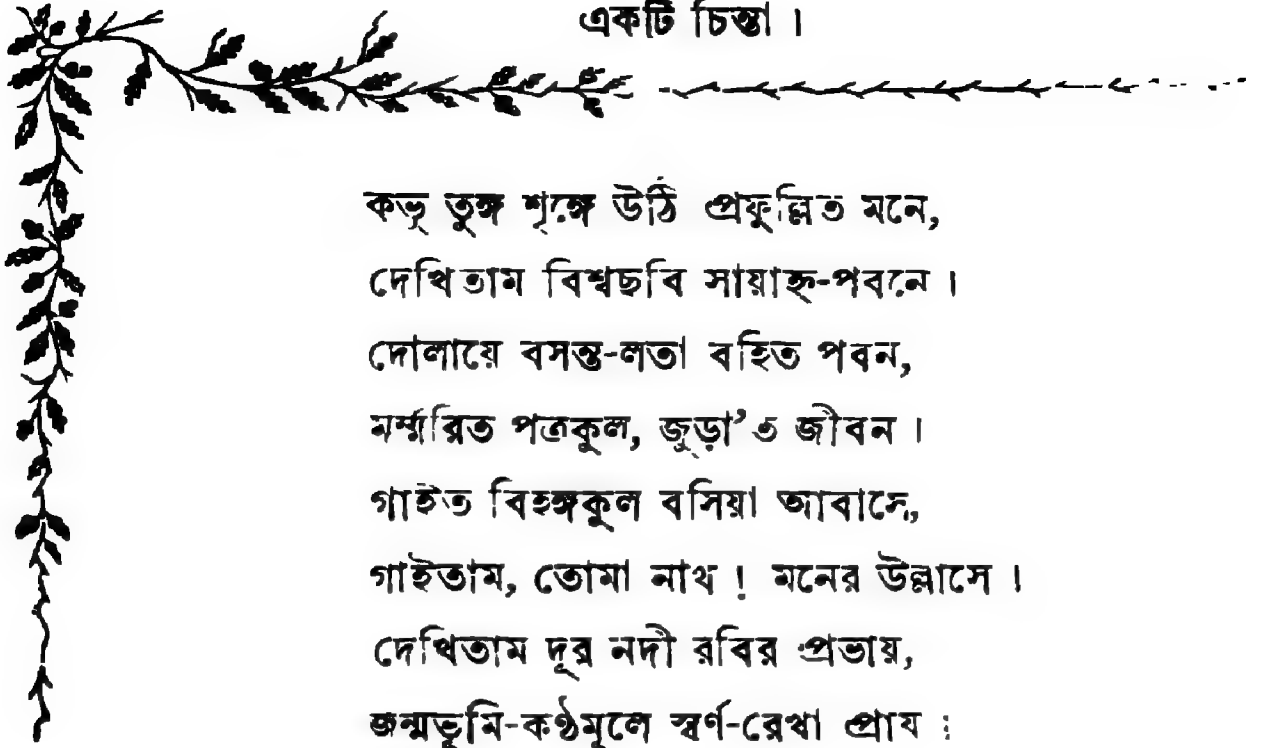 একটি চিন্তা ।
কভু তুঙ্গ শৃঙ্গে উঠি প্রফুল্লিত মনে,
দেখিতাম বিশ্বছবি সায়াহ্ন-পবনে ।
দোলায়ে বসন্ত-লতা বহিত পবন,
মর্ম্মরিত পত্রকুল, জুড়া’ত জীবন ।
গাইত বিহঙ্গকুল বসিয়া আবাসে,
গাইতাম, তোমা নাথ ! মনের উল্লাসে ।
দেখিতাম দূর নদী রবির প্রভায়,
জন্মভূমি-কণ্ঠমূলে স্বর্ণ-রেখা প্রায় :